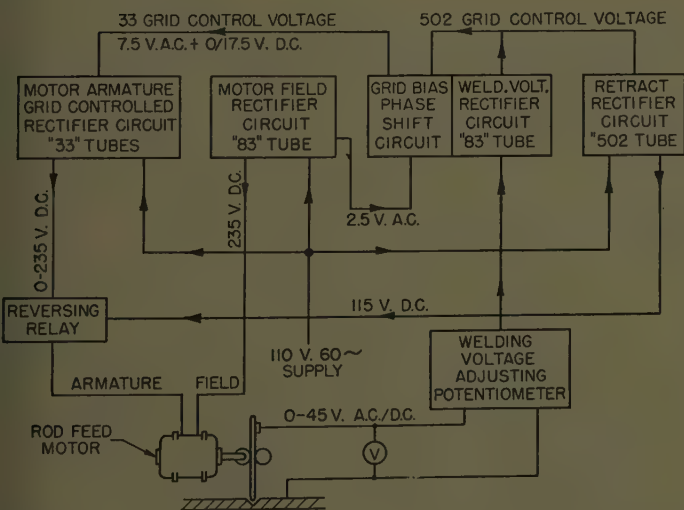 33 GRID CONTROL VOLTAGE
7.5 V.A.C.+ 0/17.5 V. D.C.
502 GRID CONTROL VOLTAGE
MOTOR ARMATURE
GRID CONTROLLED
RECTIFIER CIRCUIT
"33" TUBES
MOTOR FIELD
RECTIFIER
CIRCUIT
"83" TUBE
GRID BIAS
PHASE
SHIFT
CIRCUIT
WELD. VOLT.
RECTIFIER
CIRCUIT
"83" TUBE
RETRACT
RECTIFIER
CIRCUIT
"502 TUBE
0-235 V. D.C.
235 V. D.C.
2.5 V. A.C.
REVERSING
RELAY
115 V. D.C.
110 V. 60~
SUPPLY
WELDING
VOLTAGE
ADJUSTING
POTENTIOMETER
ARMATURE
FIELD
0-45 V. A.C./D.C.
ROD FEED
MOTOR
V